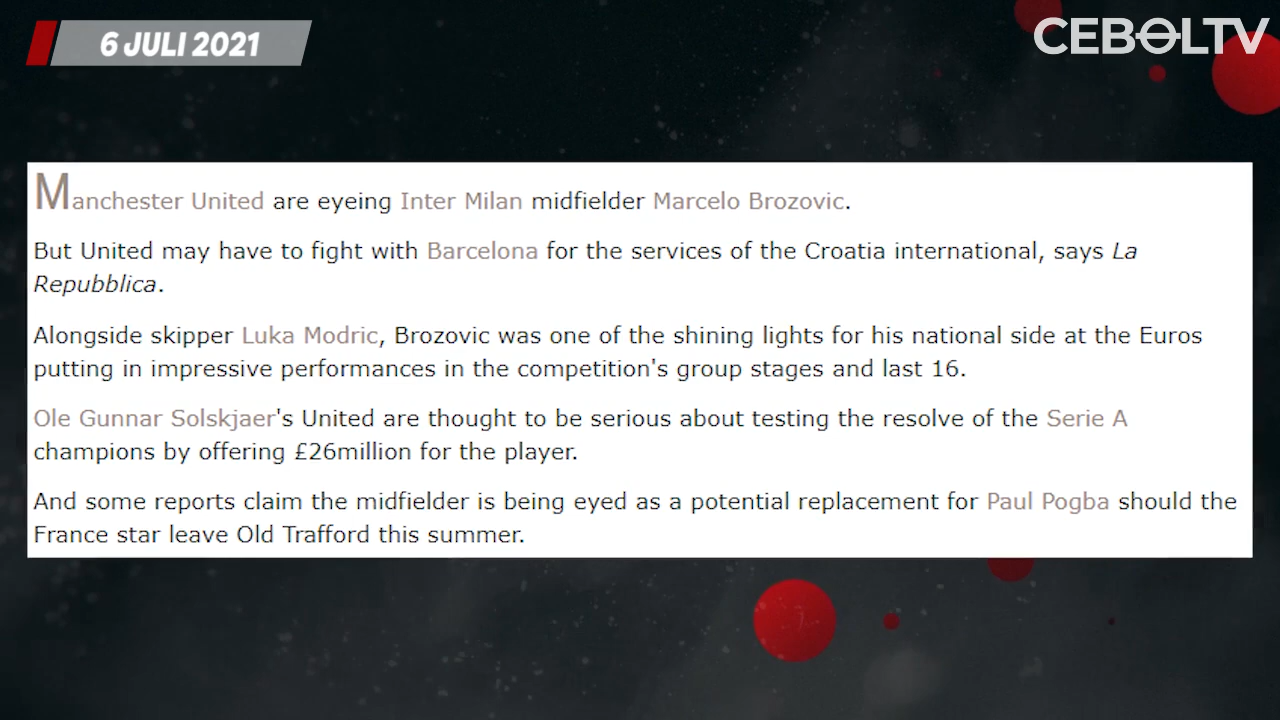 6 JULI 2021
CEBOLTV
Manchester United are eyeing Inter Milan midfielder Marcelo Brozovic.
But United may have to fight with Barcelona for the services of the Croatia international, says La
Repubblica.
Alongside skipper Luka Modric, Brozovic was one of the shining lights for his national side at the Euros
putting in impressive performances in the competition's group stages and last 16.
Ole Gunnar Solskjaer's United are thought to be serious about testing the resolve of the Serie A
champions by offering £26million for the player.
And some reports claim the midfielder is being eyed as a potential replacement for Paul Pogba should the
France star leave Old Trafford this summer.